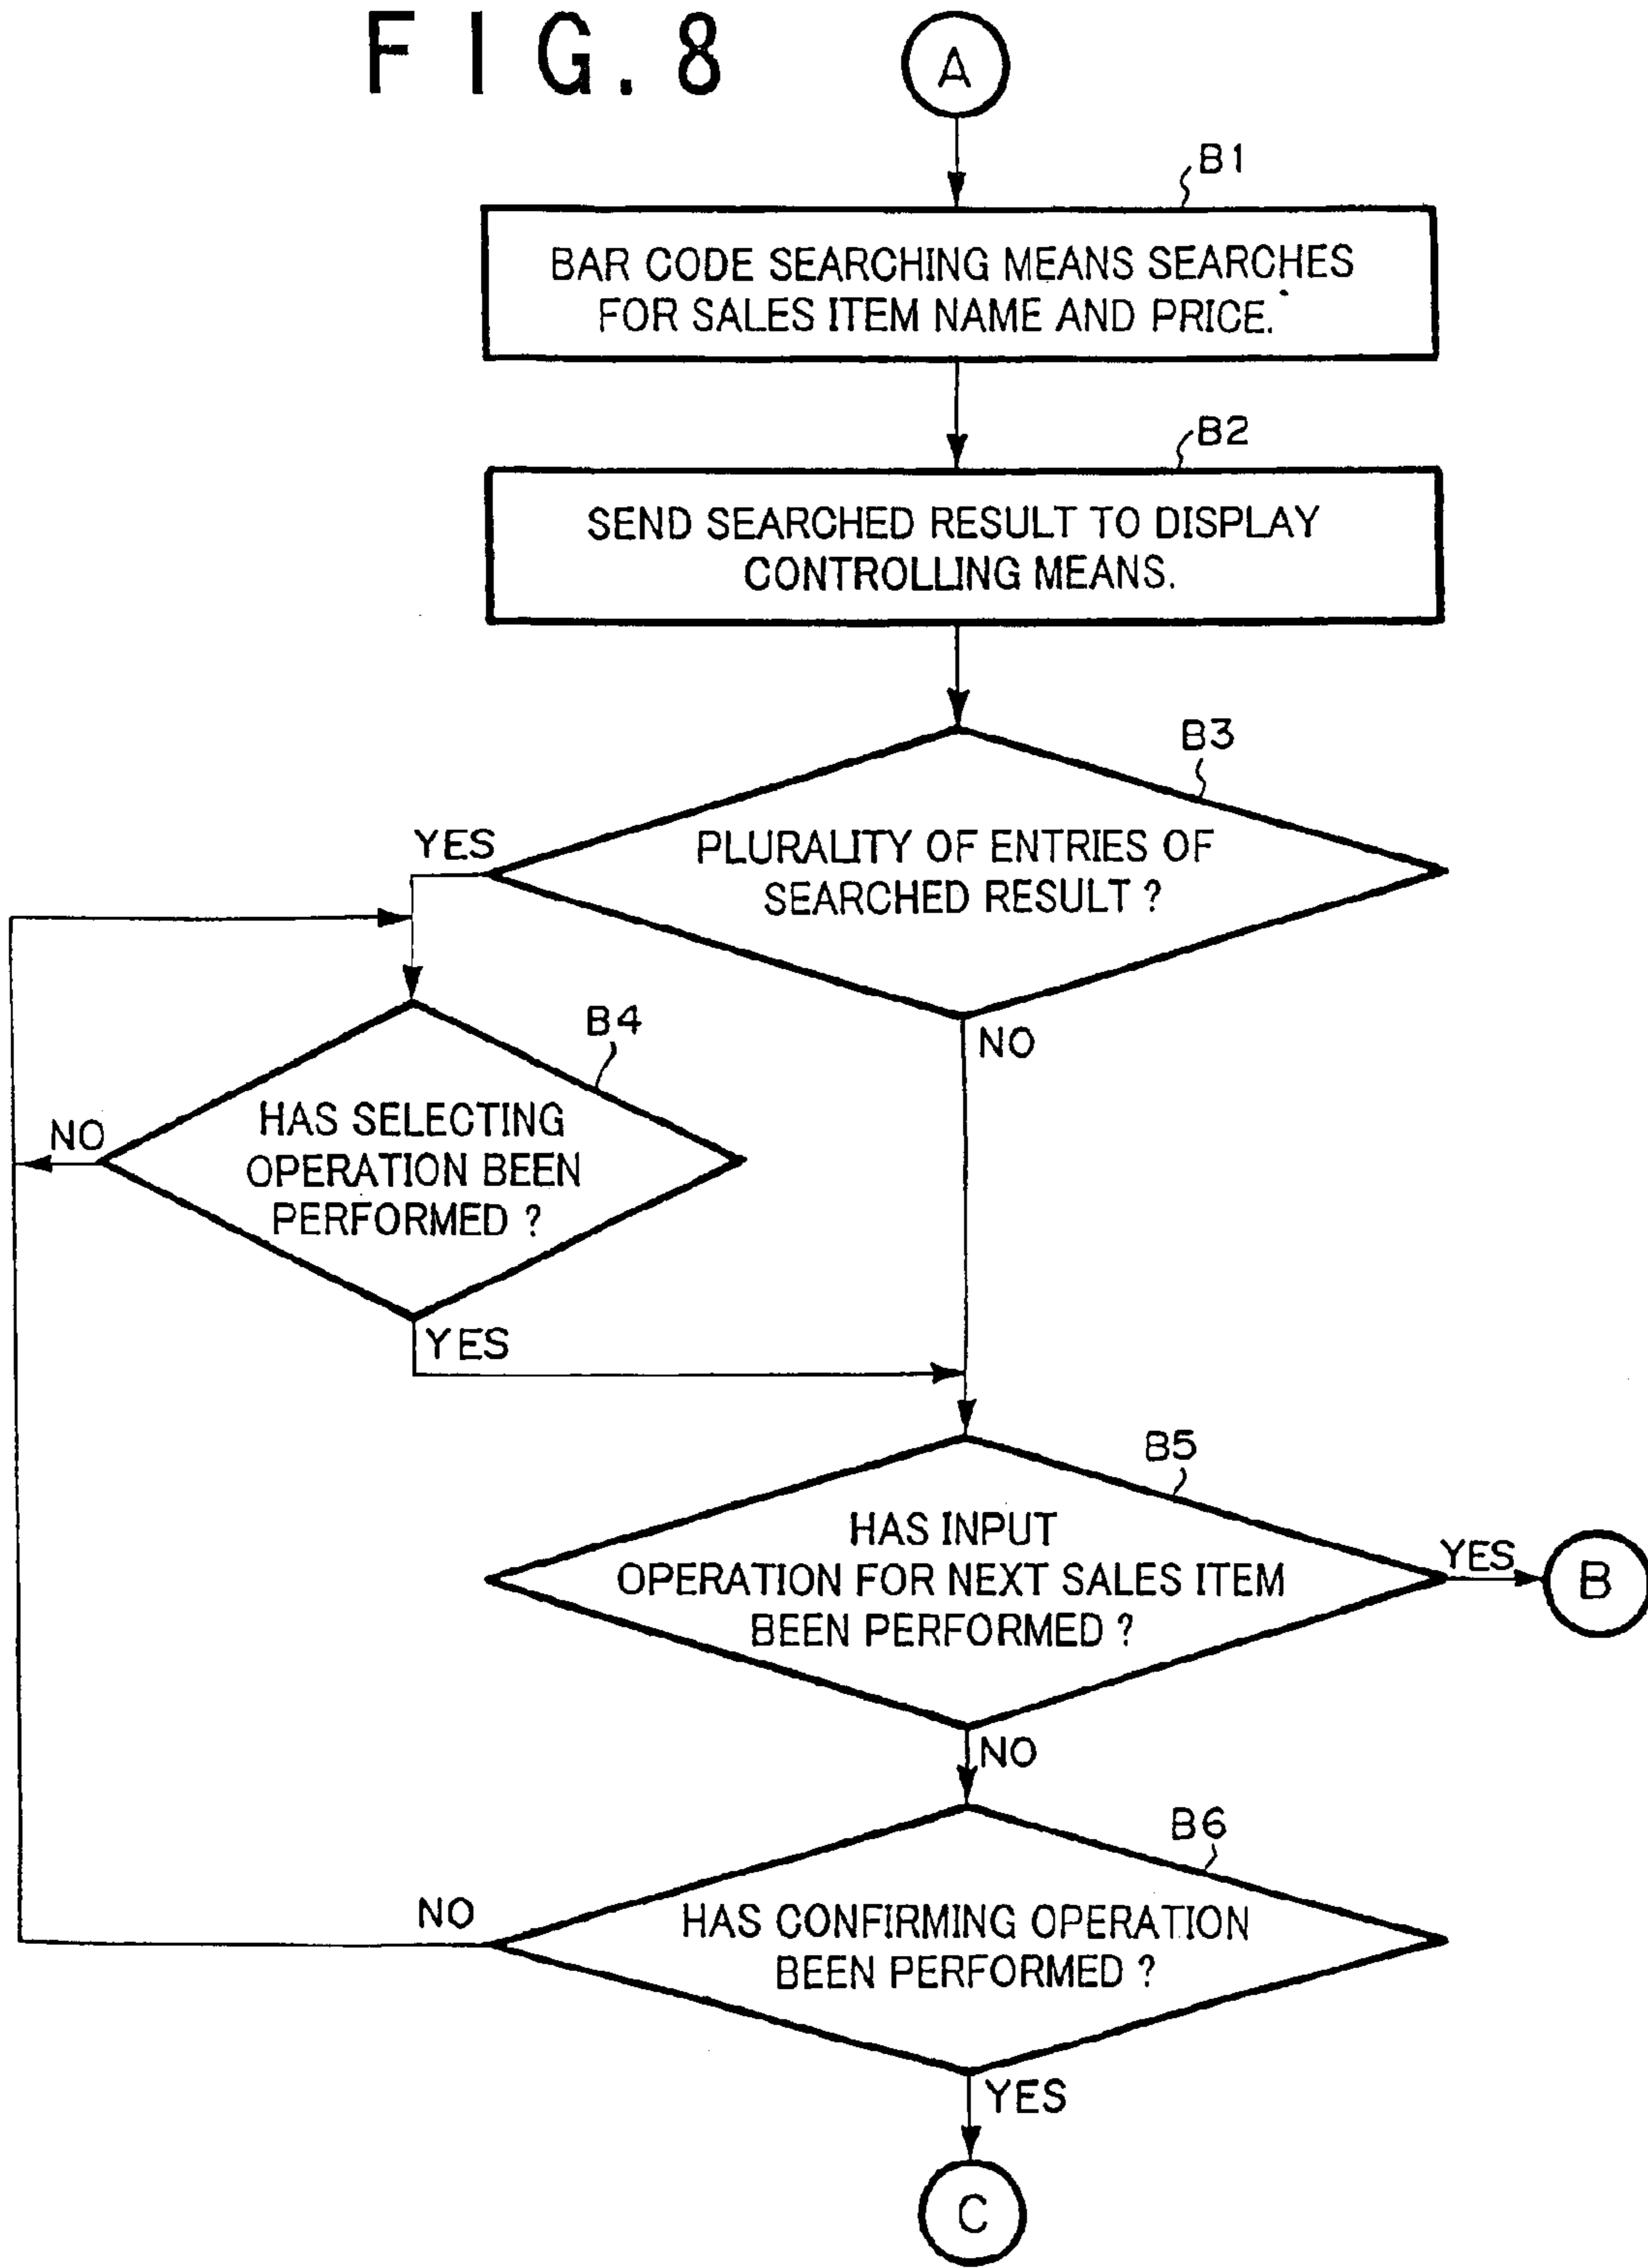 FIG. 8
A
B1
BAR CODE SEARCHING MEANS SEARCHES
FOR SALES ITEM NAME AND PRICE.
B2
SEND SEARCHED RESULT TO DISPLAY
CONTROLLING MEANS.
B3
YES
PLURALITY OF ENTRIES OF
SEARCHED RESULT ?
NO
B4
NO
HAS SELECTING
OPERATION BEEN
PERFORMED ?
YES
B5
HAS INPUT
OPERATION FOR NEXT SALES ITEM
BEEN PERFORMED ?
YES
B
NO
B6
NO
HAS CONFIRMING OPERATION
BEEN PERFORMED ?
YES
C